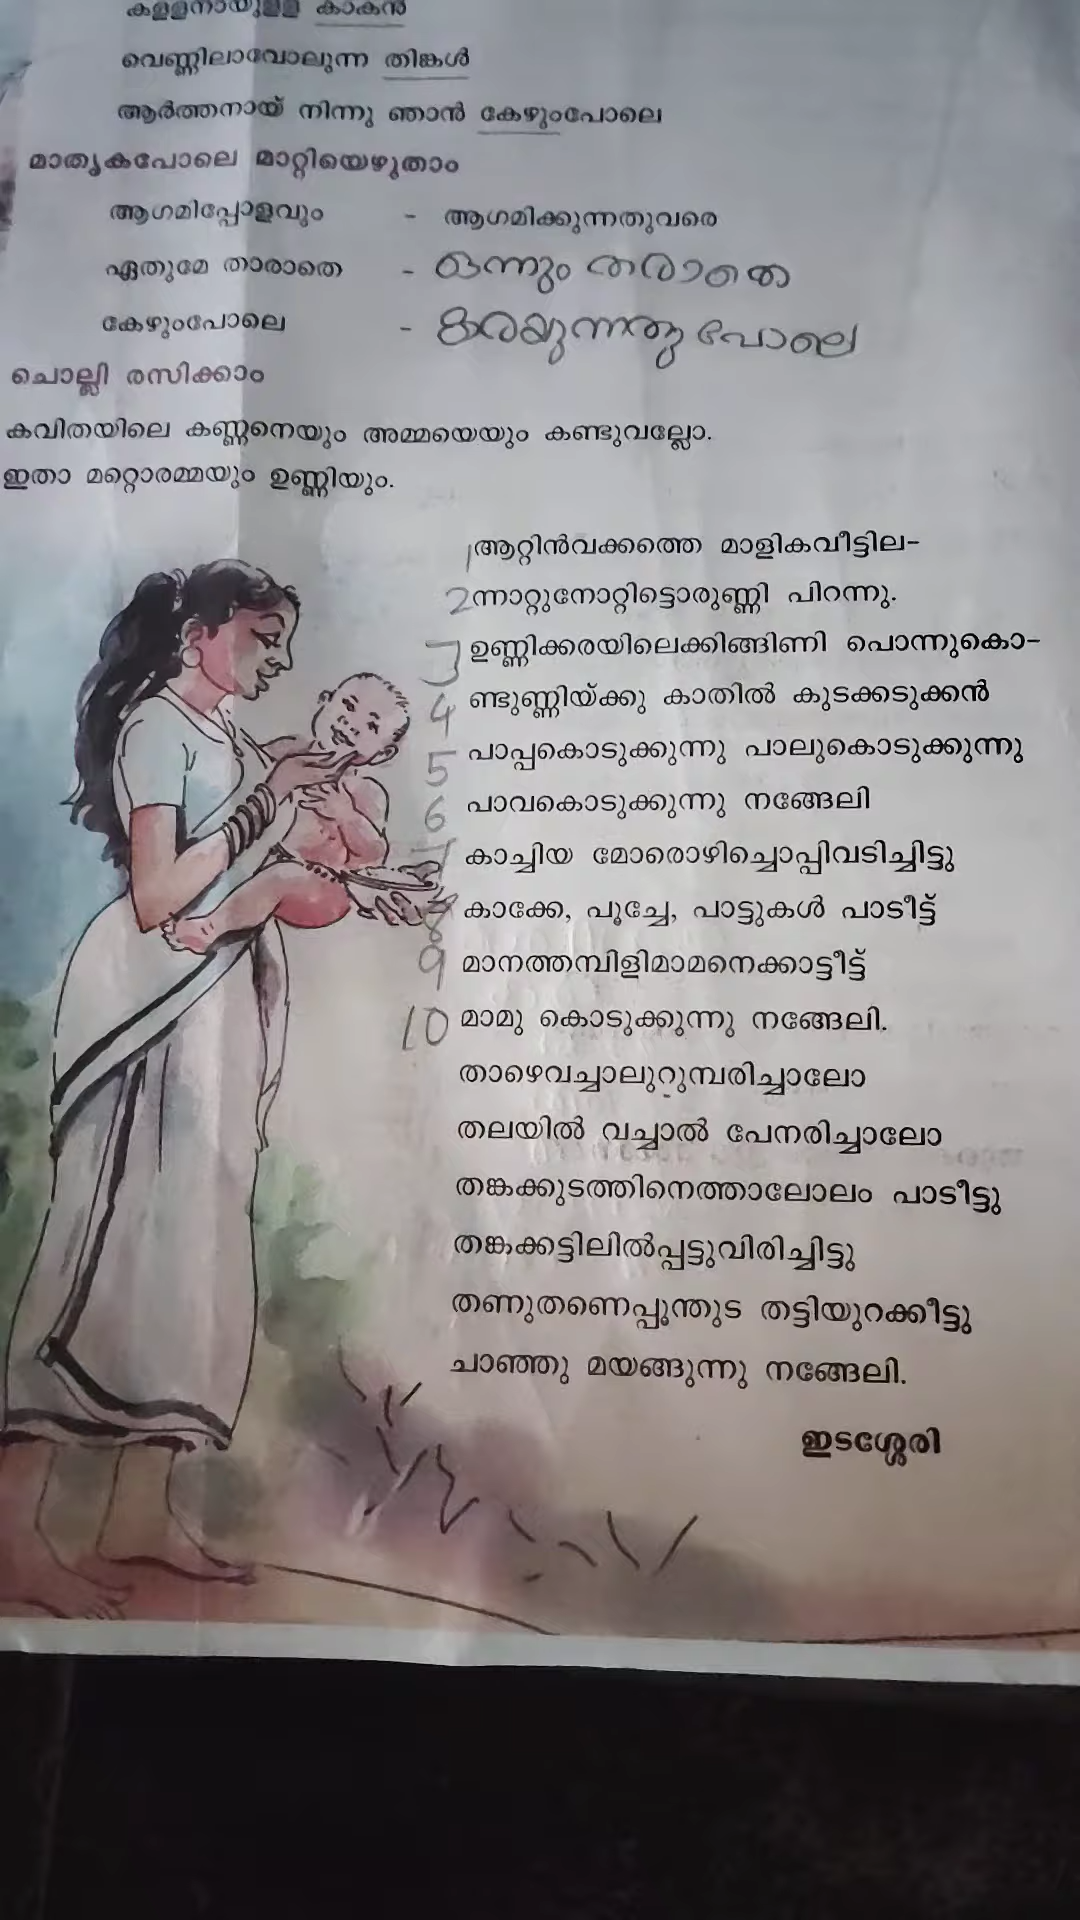 കള്ളനായുള്ള കാകൻ
വെണ്ണിലാവോലുന്ന തിങ്കൾ
ആർത്തനായ് നിന്നു ഞാൻ കേഴുംപോലെ
മാതൃകപോലെ മാറ്റിയെഴുതാം
ആഗമിപ്പോളവും - ആഗമിക്കുന്നതുവരെ
ഏതുമേ താരാതെ - ഒന്നും തരാതെ
കേഴുംപോലെ - കരയുന്നതു പോലെ
ചൊല്ലി രസിക്കാം
കവിതയിലെ കണ്ണനെയും അമ്മയെയും കണ്ടുവല്ലോ.
ഇതാ മറ്റൊരമ്മയും ഉണ്ണിയും.
1 ആറ്റിൻവക്കത്തെ മാളികവീട്ടില-
2 ന്നാറ്റുനോറ്റിട്ടൊരുണ്ണി പിറന്നു.
3 ഉണ്ണിക്കരയിലെക്കിങ്ങിണി പൊന്നുകൊ-
4 ണ്ടുണ്ണിയ്ക്കു കാതിൽ കുടക്കടുക്കൻ
5 പാപ്പകൊടുക്കുന്നു പാലുകൊടുക്കുന്നു
6 പാവകൊടുക്കുന്നു നങ്ങേലി
7 കാച്ചിയ മോരൊഴിച്ചൊപ്പിവടിച്ചിട്ടു
8 കാക്കേ, പൂച്ചേ, പാട്ടുകൾ പാടീട്ട്
9 മാനത്തമ്പിളിമാമനെക്കാട്ടീട്ട്
10 മാമു കൊടുക്കുന്നു നങ്ങേലി.
താഴെവച്ചാലുറുമ്പരിച്ചാലോ
തലയിൽ വച്ചാൽ പേനരിച്ചാലോ
തങ്കക്കുടത്തിനെത്താലോലം പാടീട്ടു
തങ്കക്കട്ടിലിൽപ്പട്ടുവിരിച്ചിട്ടു
തണുതണെപ്പൂന്തുട തട്ടിയുറക്കീട്ടു
ചാഞ്ഞു മയങ്ങുന്നു നങ്ങേലി.
ഇടശ്ശേരി